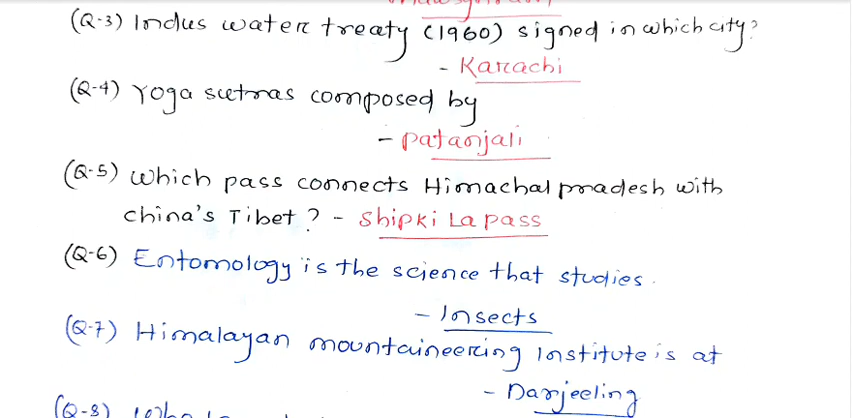 (Q-3) Indus water treaty (1960) signed in which city?
- Karachi
(Q-4) Yoga sutras composed by
- Patanjali
(Q-5) Which pass connects Himachal pradesh with
china's Tibet ? - Shipki La pass
(Q-6) Entomology is the science that studies.
- Insects
(Q-7) Himalayan mountaineering institute is at
- Darjeeling
(Q-8)